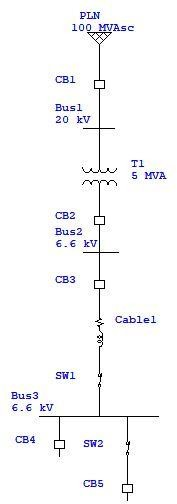 PLN
100 MVAsc
CB1
Bus1
20 kV
T1
5 MVA
CB2
Bus2
6.6 kV
CB3
Cable1
SW1
Bus3
6.6 kV
CB4
SW2
CB5